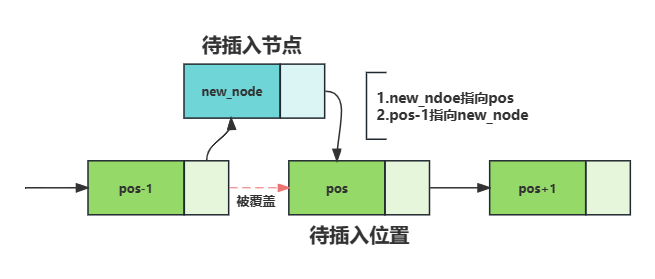 待插入节点
new_node
1.new_ndoe指向pos
2.pos-1指向new_node
pos-1
被覆盖
pos
pos+1
待插入位置